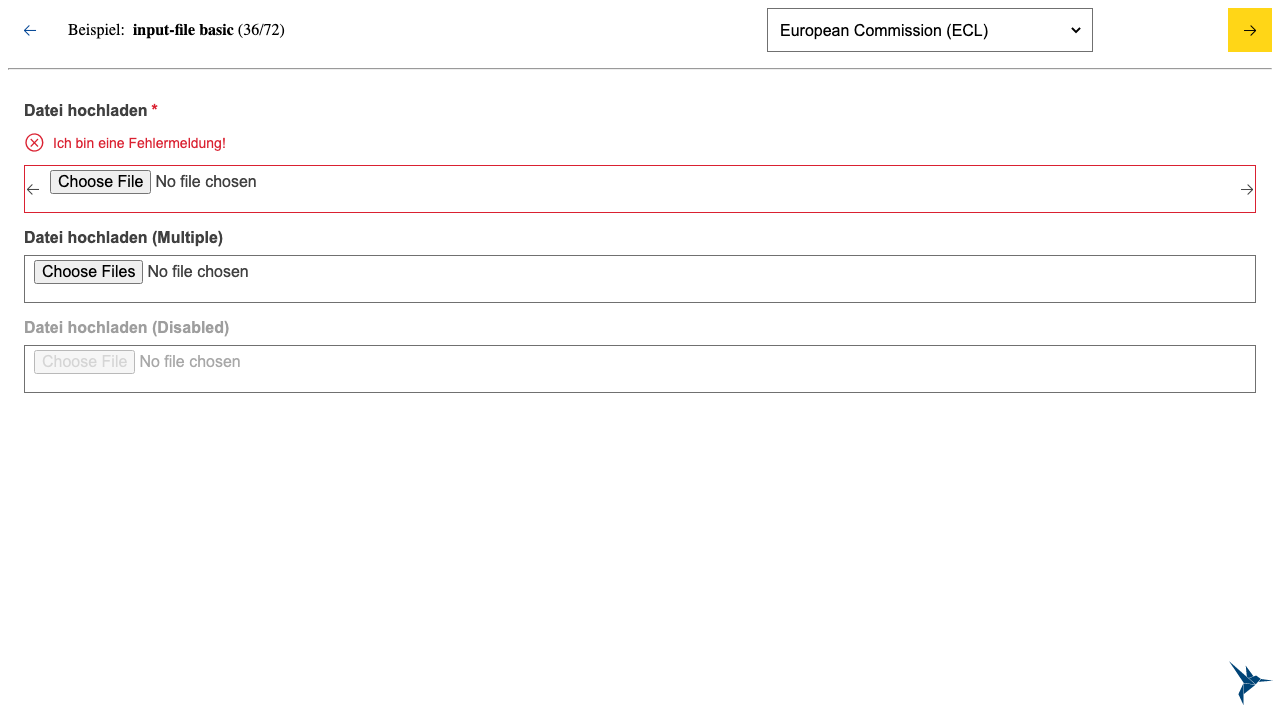 Beispiel: input-file basic (36/72)
European Commission (ECL)
Datei hochladen *
Ich bin eine Fehlermeldung!
Choose File No file chosen
Datei hochladen (Multiple)
Choose Files No file chosen
Datei hochladen (Disabled)
Choose File No file chosen